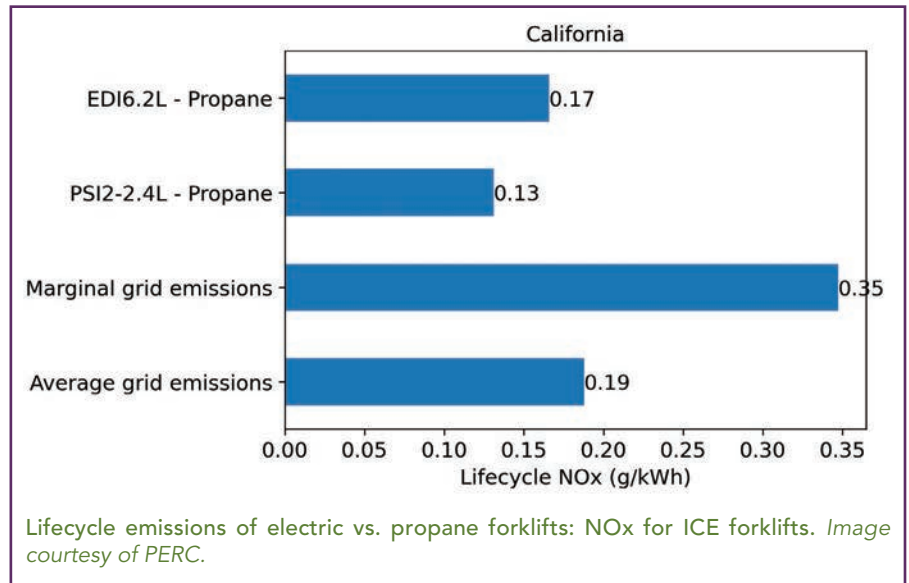 California
EDI6.2L - Propane
0.17
PSI2-2.4L - Propane
0.13
Marginal grid emissions
0.35
Average grid emissions
0.19
0.00 0.05 0.10 0.15 0.20 0.25 0.30 0.35
Lifecycle NOx (g/kWh)
Lifecycle emissions of electric vs. propane forklifts: NOx for ICE forklifts. Image
courtesy of PERC.